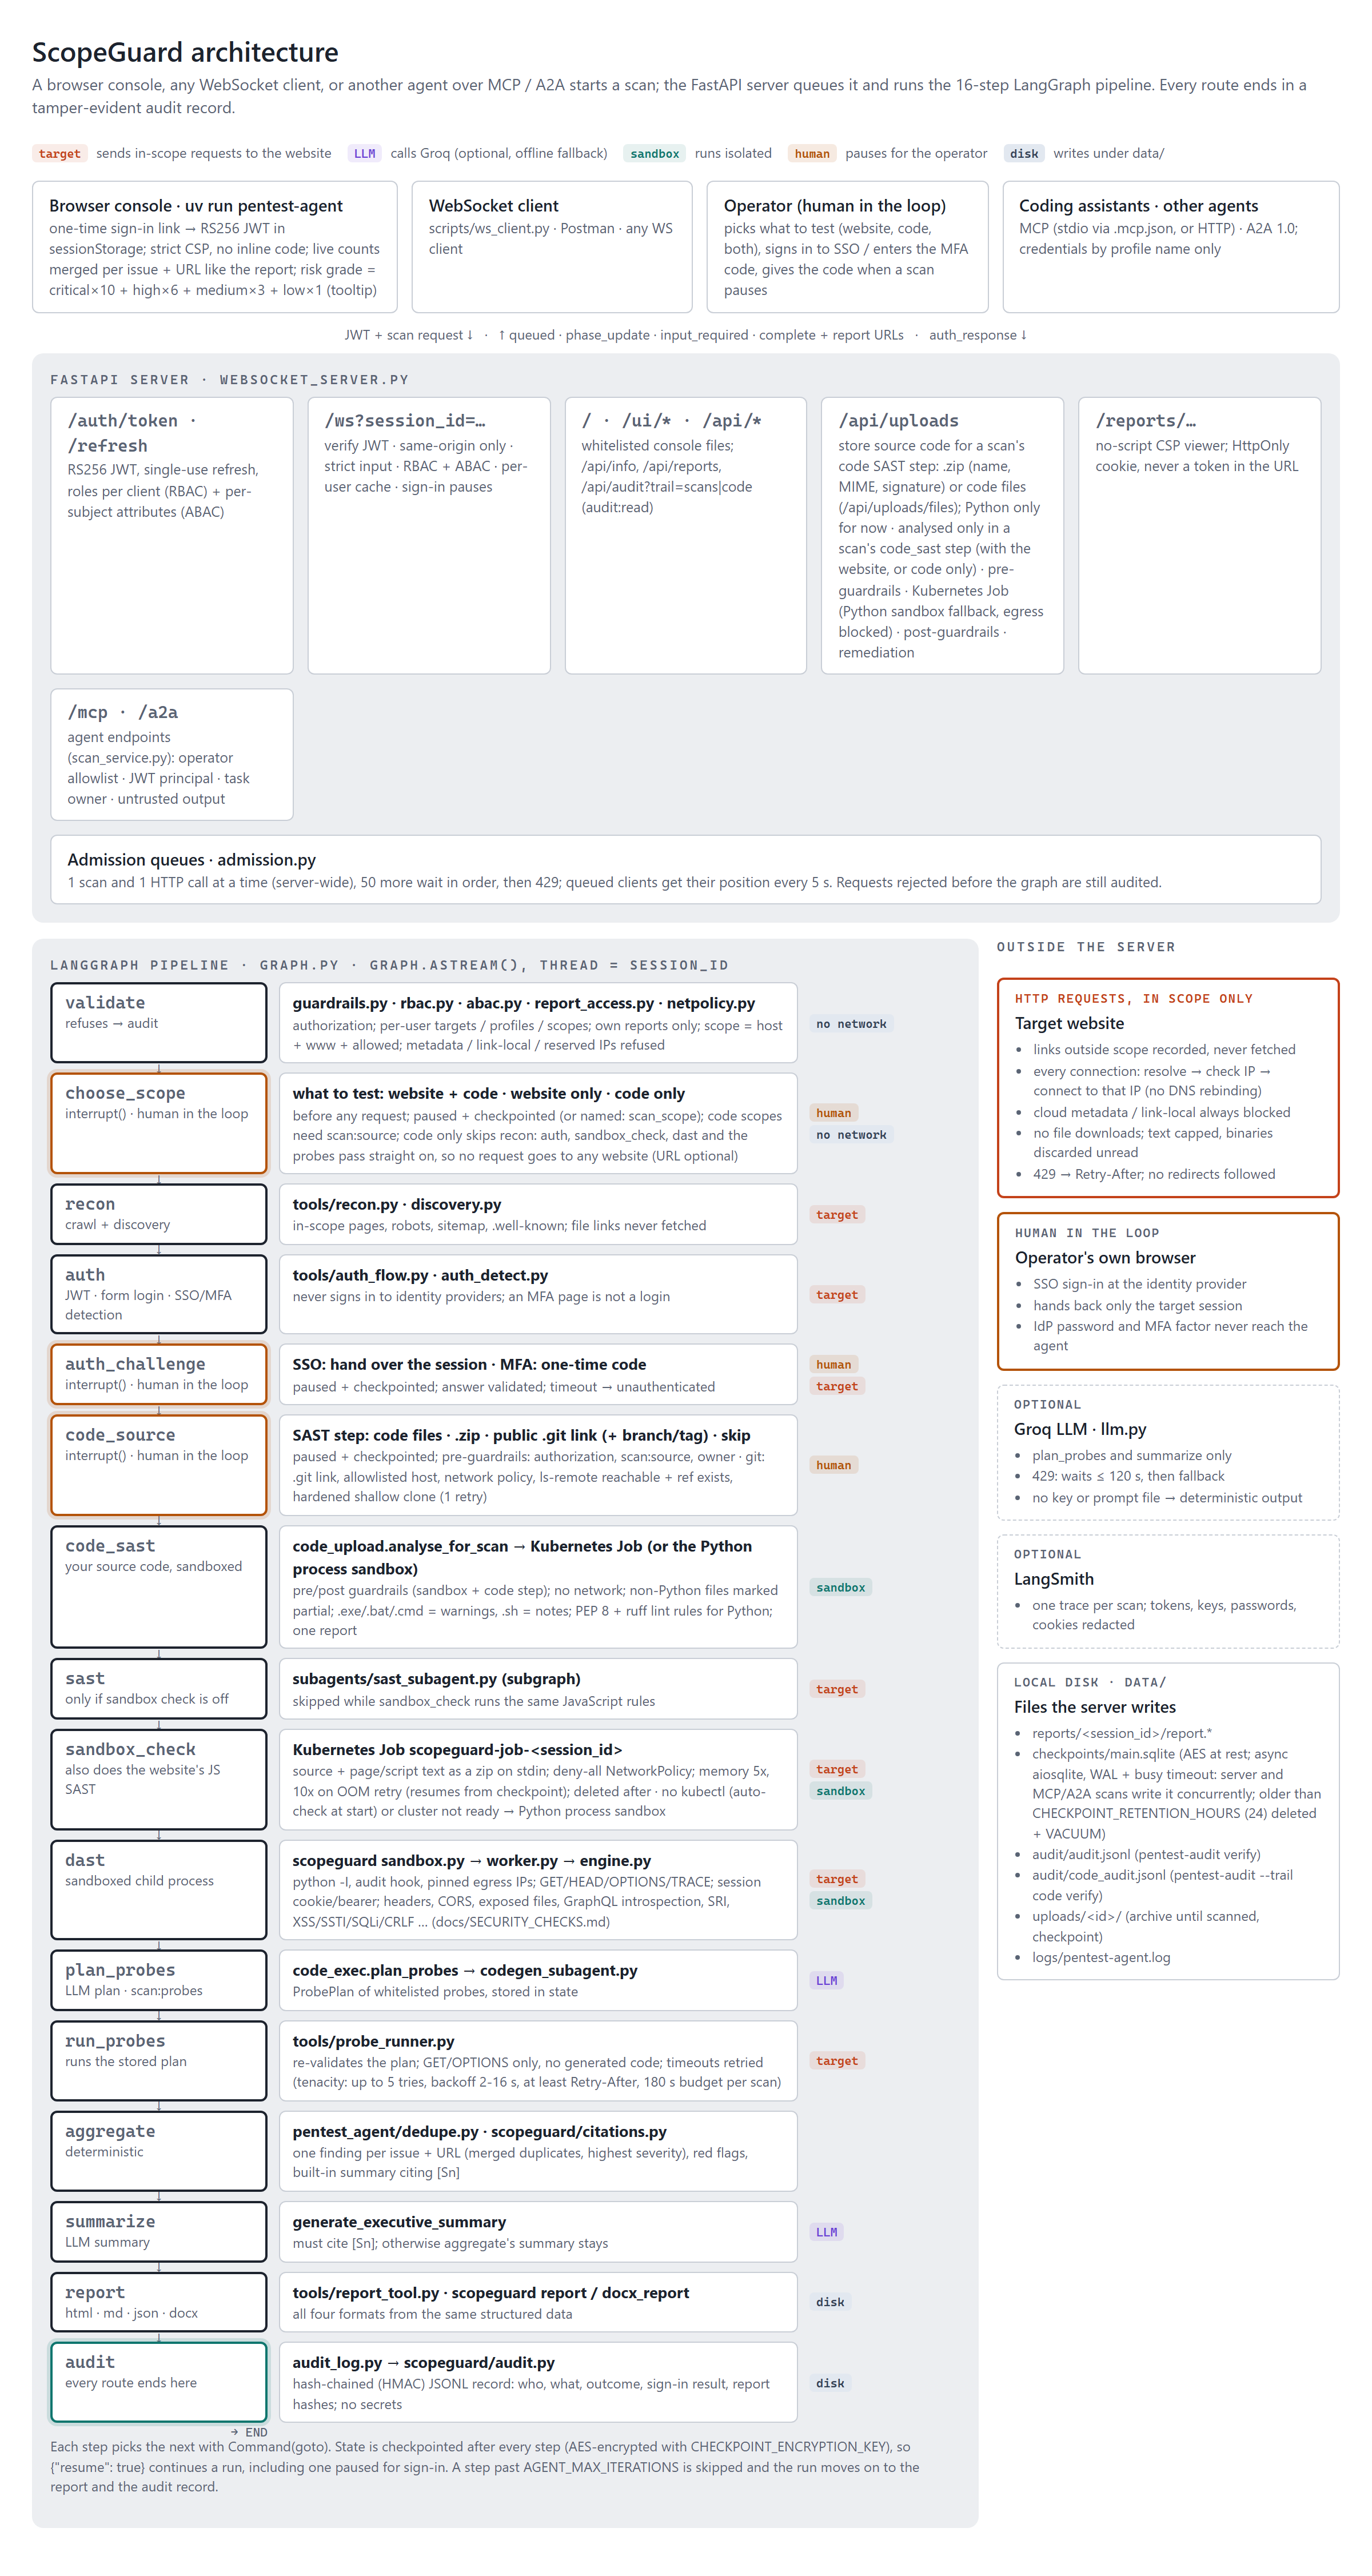 ScopeGuard architecture
A browser console, any WebSocket client, or another agent over MCP / A2A starts a scan; the FastAPI server queues it and runs the 16-step LangGraph pipeline. Every route ends in a
tamper-evident audit record.
target sends in-scope requests to the website LLM calls Groq (optional, offline fallback) sandbox runs isolated human pauses for the operator disk writes under data/
Browser console · uv run pentest-agent
one-time sign-in link → RS256 JWT in
sessionStorage; strict CSP, no inline code; live counts
merged per issue + URL like the report; risk grade =
critical×10 + high×6 + medium×3 + low×1 (tooltip)
WebSocket client
scripts/ws_client.py · Postman · any WS
client
Operator (human in the loop)
picks what to test (website, code,
both), signs in to SSO / enters the MFA
code, gives the code when a scan
pauses
Coding assistants · other agents
MCP (stdio via .mcp.json, or HTTP) · A2A 1.0;
credentials by profile name only
JWT + scan request ↓ · ↑ queued · phase_update · input_required · complete + report URLs · auth_response ↓
FASTAPI SERVER · WEBSOCKET_SERVER.PY
/auth/token ·
/refresh
RS256 JWT, single-use refresh,
roles per client (RBAC) + per-
subject attributes (ABAC)
/ws?session_id=…
verify JWT · same-origin only ·
strict input · RBAC + ABAC · per-
user cache · sign-in pauses
/ · /ui/* · /api/*
whitelisted console files;
/api/info, /api/reports,
/api/audit?trail=scans|code
(audit:read)
/api/uploads
store source code for a scan's
code SAST step: .zip (name,
MIME, signature) or code files
(/api/uploads/files); Python only
for now · analysed only in a
scan's code_sast step (with the
website, or code only) · pre-
guardrails · Kubernetes Job
(Python sandbox fallback, egress
blocked) · post-guardrails ·
remediation
/reports/…
no-script CSP viewer; HttpOnly
cookie, never a token in the URL
/mcp · /a2a
agent endpoints
(scan_service.py): operator
allowlist · JWT principal · task
owner · untrusted output
Admission queues · admission.py
1 scan and 1 HTTP call at a time (server-wide), 50 more wait in order, then 429; queued clients get their position every 5 s. Requests rejected before the graph are still audited.
LANGGRAPH PIPELINE · GRAPH.PY · GRAPH.ASTREAM(), THREAD = SESSION_ID
validate
refuses → audit
guardrails.py · rbac.py · abac.py · report_access.py · netpolicy.py
authorization; per-user targets / profiles / scopes; own reports only; scope = host
+ www + allowed; metadata / link-local / reserved IPs refused
no network
↓
choose_scope
interrupt() · human in the loop
what to test: website + code · website only · code only
before any request; paused + checkpointed (or named: scan_scope); code scopes
need scan:source; code only skips recon: auth, sandbox_check, dast and the
probes pass straight on, so no request goes to any website (URL optional)
human
no network
↓
recon
crawl + discovery
tools/recon.py · discovery.py
in-scope pages, robots, sitemap, .well-known; file links never fetched
target
↓
auth
JWT · form login · SSO/MFA
detection
tools/auth_flow.py · auth_detect.py
never signs in to identity providers; an MFA page is not a login
target
↓
auth_challenge
interrupt() · human in the loop
SSO: hand over the session · MFA: one-time code
paused + checkpointed; answer validated; timeout → unauthenticated
human
target
↓
code_source
interrupt() · human in the loop
SAST step: code files · .zip · public .git link (+ branch/tag) · skip
paused + checkpointed; pre-guardrails: authorization, scan:source, owner · git:
.git link, allowlisted host, network policy, ls-remote reachable + ref exists,
hardened shallow clone (1 retry)
human
↓
code_sast
your source code, sandboxed
code_upload.analyse_for_scan → Kubernetes Job (or the Python
process sandbox)
pre/post guardrails (sandbox + code step); no network; non-Python files marked
partial; .exe/.bat/.cmd = warnings, .sh = notes; PEP 8 + ruff lint rules for Python;
one report
sandbox
↓
sast
only if sandbox check is off
subagents/sast_subagent.py (subgraph)
skipped while sandbox_check runs the same JavaScript rules
target
↓
sandbox_check
also does the website's JS
SAST
Kubernetes Job scopeguard-job-<session_id>
source + page/script text as a zip on stdin; deny-all NetworkPolicy; memory 5x,
10x on OOM retry (resumes from checkpoint); deleted after · no kubectl (auto-
check at start) or cluster not ready → Python process sandbox
target
sandbox
↓
dast
sandboxed child process
scopeguard sandbox.py → worker.py → engine.py
python -I, audit hook, pinned egress IPs; GET/HEAD/OPTIONS/TRACE; session
cookie/bearer; headers, CORS, exposed files, GraphQL introspection, SRI,
XSS/SSTI/SQLi/CRLF … (docs/SECURITY_CHECKS.md)
target
sandbox
↓
plan_probes
LLM plan · scan:probes
code_exec.plan_probes → codegen_subagent.py
ProbePlan of whitelisted probes, stored in state
LLM
↓
run_probes
runs the stored plan
tools/probe_runner.py
re-validates the plan; GET/OPTIONS only, no generated code; timeouts retried
(tenacity: up to 5 tries, backoff 2-16 s, at least Retry-After, 180 s budget per scan)
target
↓
aggregate
deterministic
pentest_agent/dedupe.py · scopeguard/citations.py
one finding per issue + URL (merged duplicates, highest severity), red flags,
built-in summary citing [Sn]
↓
summarize
LLM summary
generate_executive_summary
must cite [Sn]; otherwise aggregate's summary stays
LLM
↓
report
html · md · json · docx
tools/report_tool.py · scopeguard report / docx_report
all four formats from the same structured data
disk
↓
audit
every route ends here
audit_log.py → scopeguard/audit.py
hash-chained (HMAC) JSONL record: who, what, outcome, sign-in result, report
hashes; no secrets
disk
→ END
Each step picks the next with Command(goto). State is checkpointed after every step (AES-encrypted with CHECKPOINT_ENCRYPTION_KEY), so
{"resume": true} continues a run, including one paused for sign-in. A step past AGENT_MAX_ITERATIONS is skipped and the run moves on to the
report and the audit record.
OUTSIDE THE SERVER
HTTP REQUESTS, IN SCOPE ONLY
Target website
• links outside scope recorded, never fetched
• every connection: resolve → check IP →
connect to that IP (no DNS rebinding)
• cloud metadata / link-local always blocked
• no file downloads; text capped, binaries
discarded unread
• 429 → Retry-After; no redirects followed
HUMAN IN THE LOOP
Operator's own browser
• SSO sign-in at the identity provider
• hands back only the target session
• IdP password and MFA factor never reach the
agent
OPTIONAL
Groq LLM · llm.py
• plan_probes and summarize only
• 429: waits ≤ 120 s, then fallback
• no key or prompt file → deterministic output
OPTIONAL
LangSmith
• one trace per scan; tokens, keys, passwords,
cookies redacted
LOCAL DISK · DATA/
Files the server writes
• reports/<session_id>/report.*
• checkpoints/main.sqlite (AES at rest; async
aiosqlite, WAL + busy timeout: server and
MCP/A2A scans write it concurrently; older than
CHECKPOINT_RETENTION_HOURS (24) deleted
+ VACUUM)
• audit/audit.jsonl (pentest-audit verify)
• audit/code_audit.jsonl (pentest-audit --trail
code verify)
• uploads/<id>/ (archive until scanned,
checkpoint)
• logs/pentest-agent.log